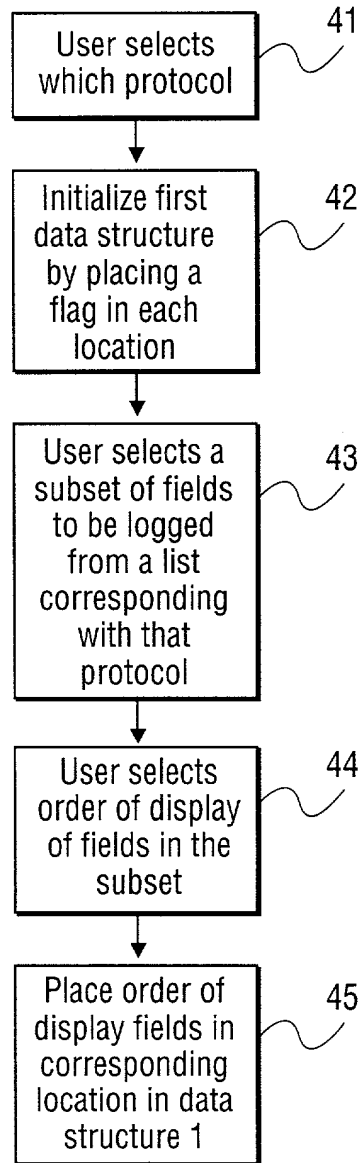 41
User selects
which protocol
42
Initialize first
data structure
by placing a
flag in each
location
43
User selects a
subset of fields
to be logged
from a list
corresponding
with that
protocol
44
User selects
order of display
of fields in the
subset
45
Place order of
display fields in
corresponding
location in data
structure 1